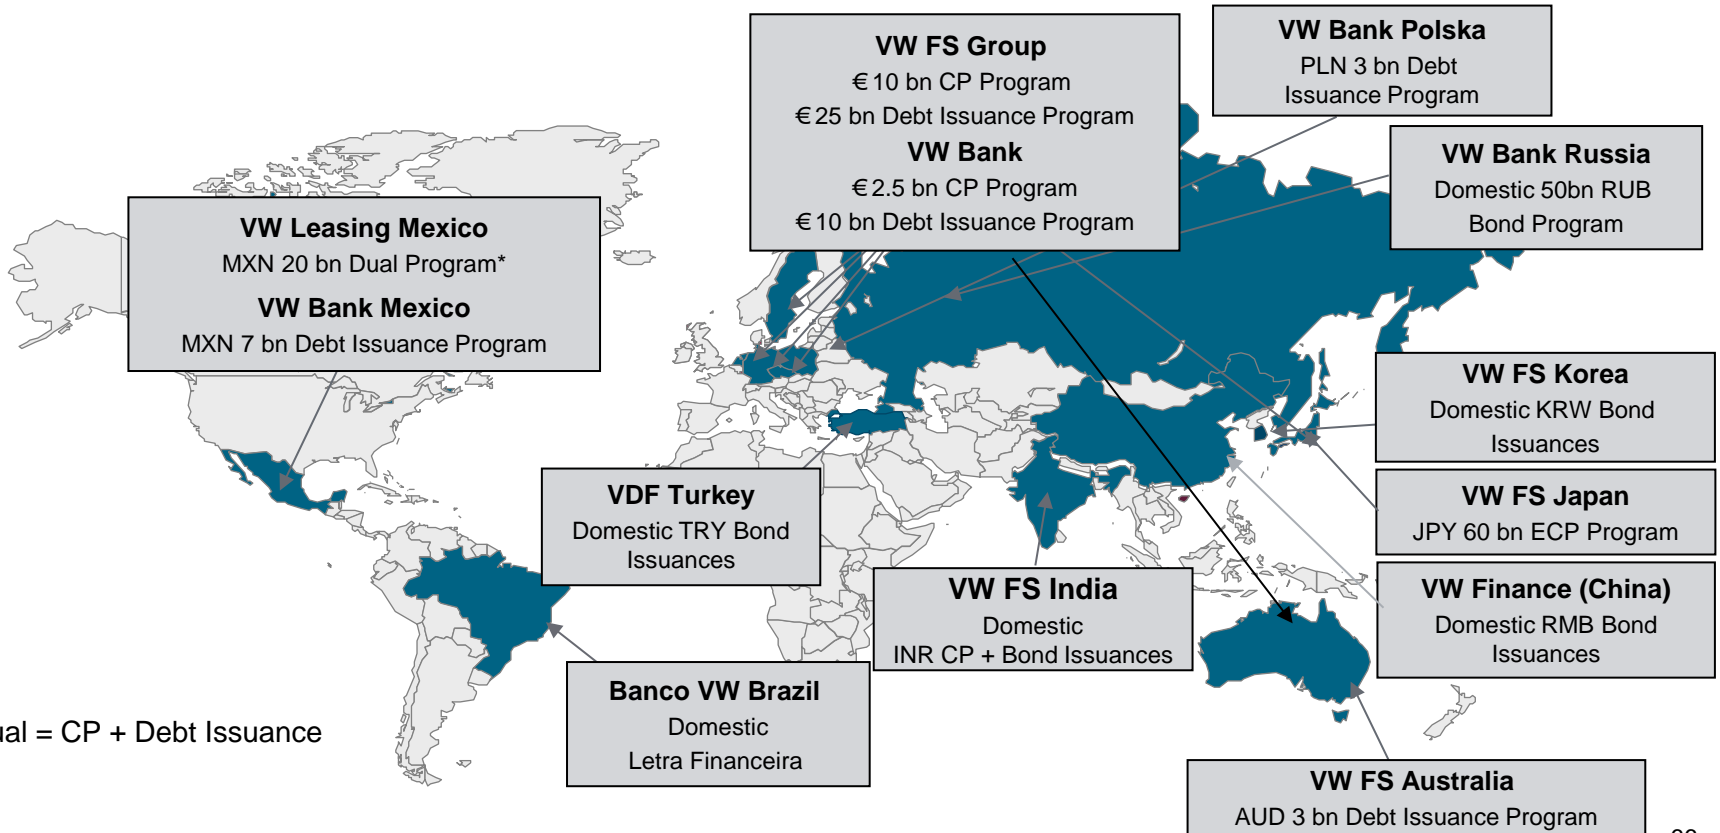 VW FS Group
€ 10 bn CP Program
€ 25 bn Debt Issuance Program
VW Bank
€ 2.5 bn CP Program
€ 10 bn Debt Issuance Program
VW Bank Polska
PLN 3 bn Debt
Issuance Program
VW Bank Russia
Domestic 50bn RUB
Bond Program
VW Leasing Mexico
MXN 20 bn Dual Program*
VW Bank Mexico
MXN 7 bn Debt Issuance Program
VW FS Korea
Domestic KRW Bond
Issuances
VDF Turkey
Domestic TRY Bond
Issuances
VW FS Japan
JPY 60 bn ECP Program
VW FS India
Domestic
INR CP + Bond Issuances
VW Finance (China)
Domestic RMB Bond
Issuances
Banco VW Brazil
Domestic
Letra Financeira
= CP + Debt Issuance
VW FS Australia
AUD 3 bn Debt Issuance Program